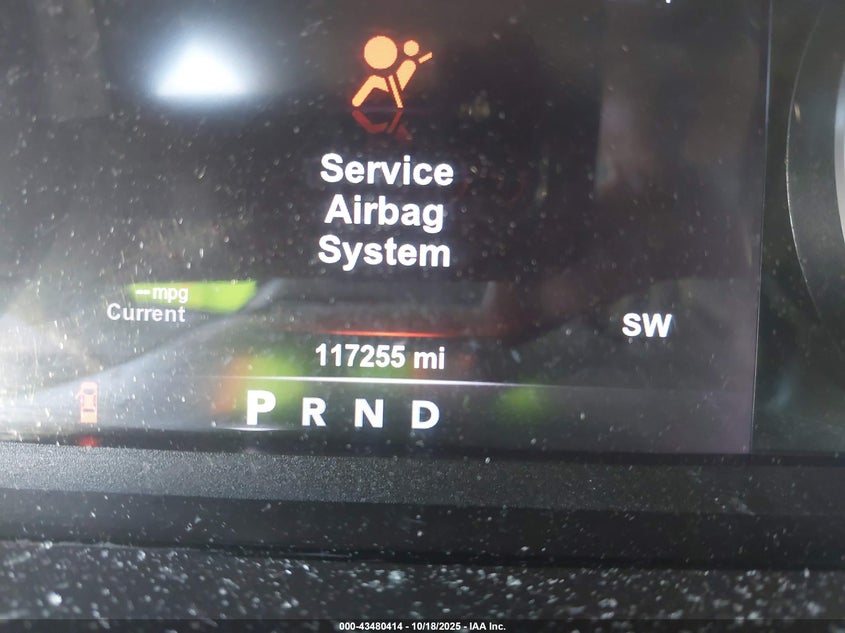 Service
Airbag
System
--mpg
Current
SW
117255 mi
P R N D
000-43480414 - 10/18/2025 - IAA Inc.